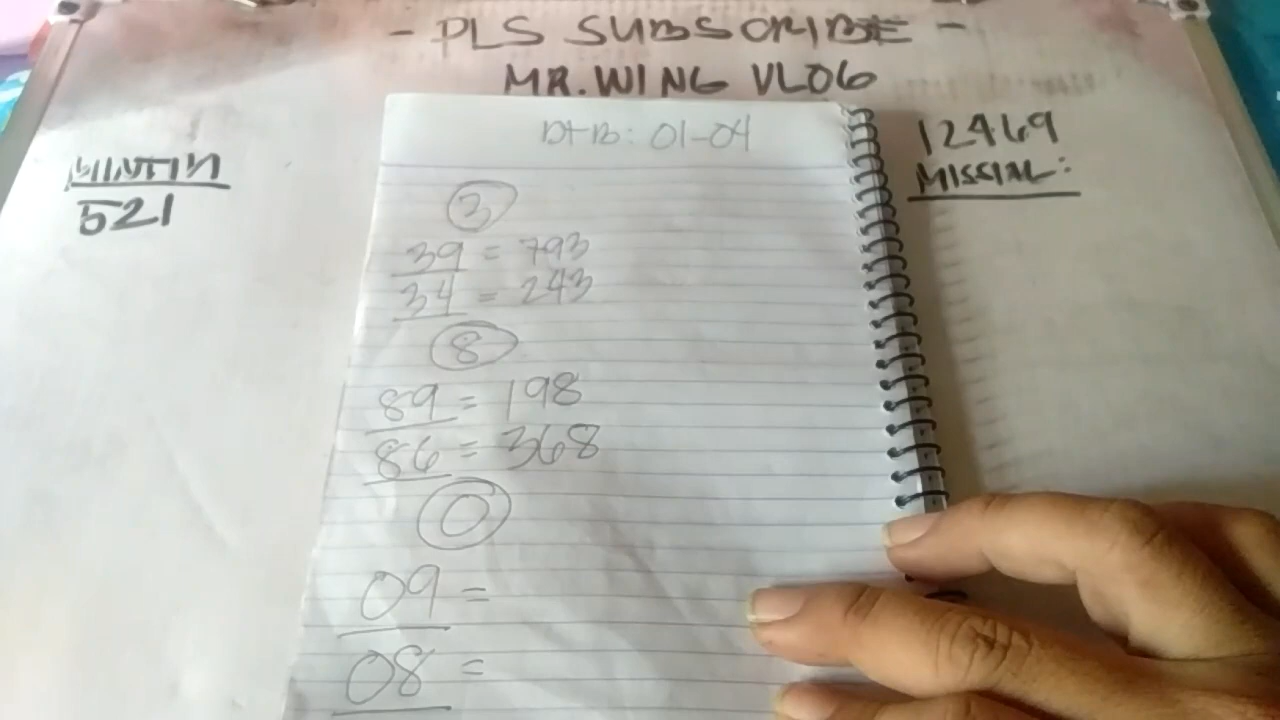 - PLS SUBSCRIBE -
MR. WING VLOG
521
12469
MISSING:
01-04
3
39 = 793
34 = 243
8
89 = 198
86 = 368
0
09 =
08 =